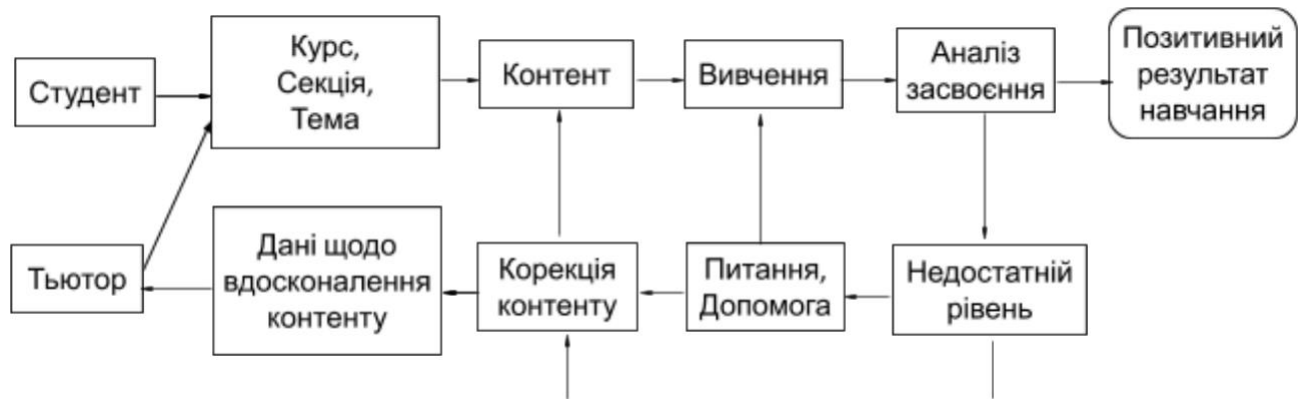 Студент
Курс,
Секція,
Тема
Контент
Вивчення
Аналіз
засвоєння
Позитивний
результат
навчання
Тьютор
Дані щодо
вдосконалення
контенту
Корекція
контенту
Питання,
Допомога
Недостатній
рівень